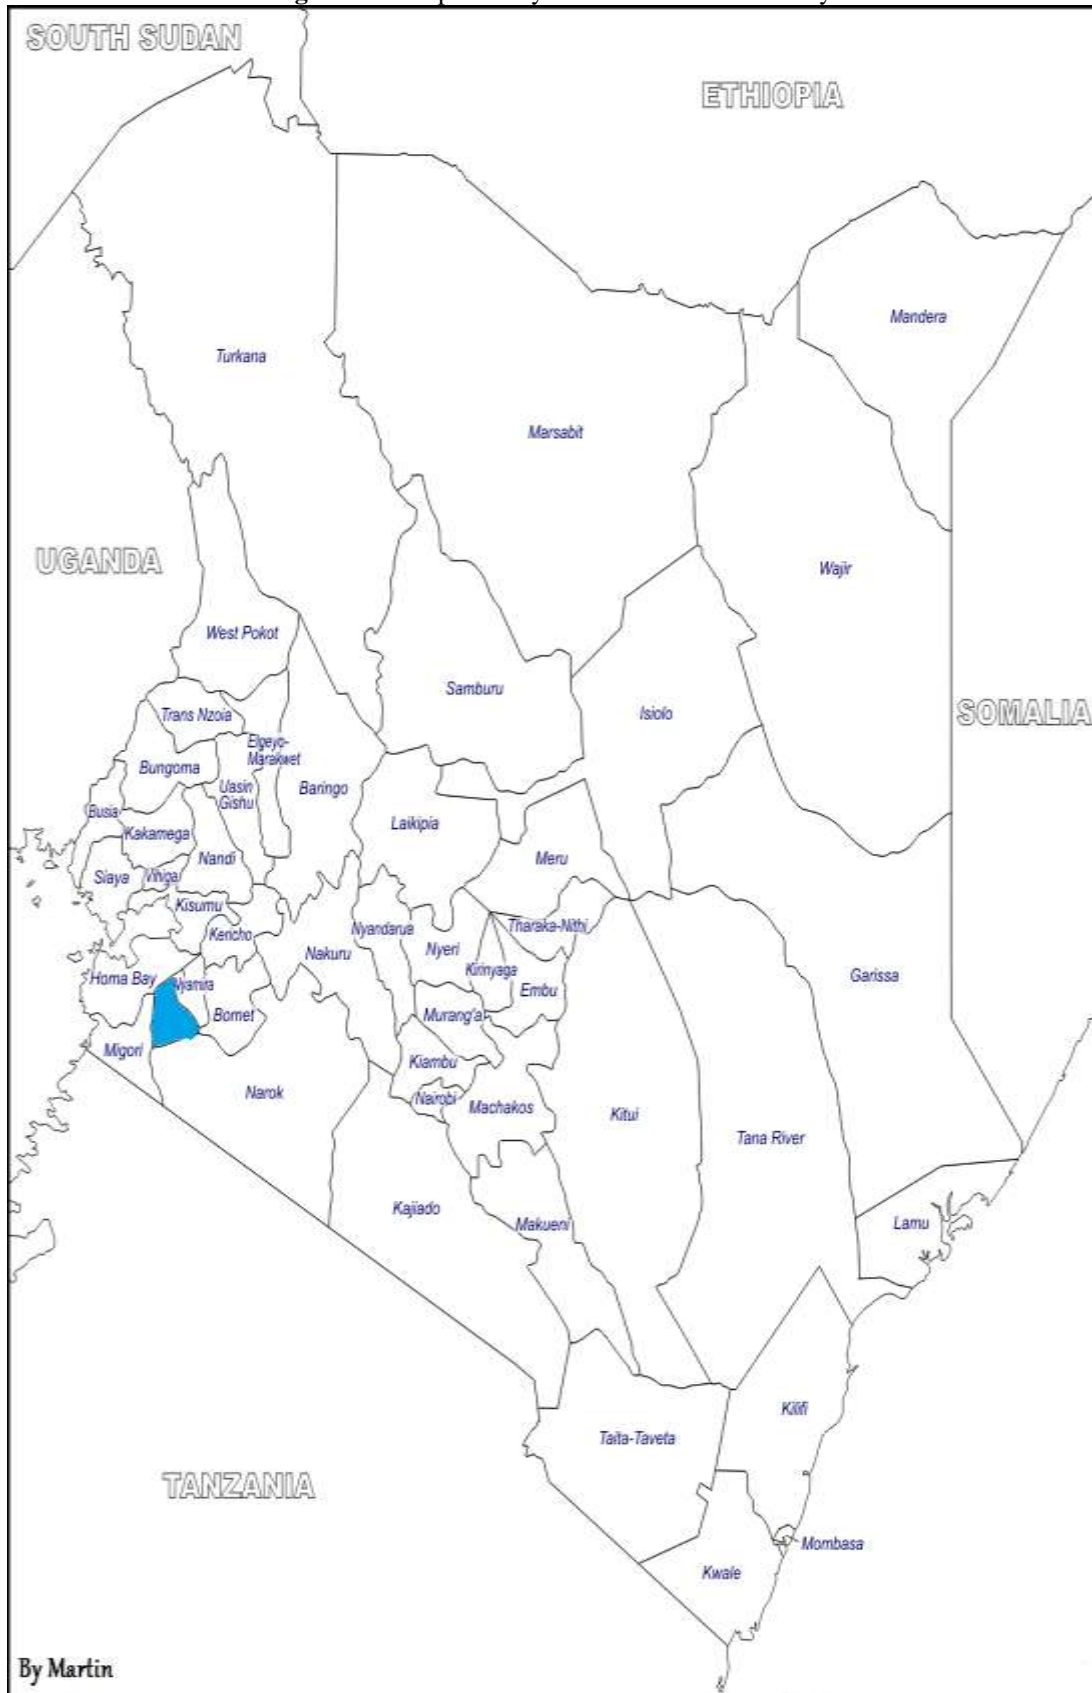 SOUTH SUDAN
ETHIOPIA
Mandera
Turkana
Marsabit
UGANDA
Wajir
West Pokot
Samburu
Isiolo
SOMALIA
Trans Nzoia
Elgeyo-
Marakwet
Bungoma
Uasin
Gishu
Baringo
Busia
Kakamega
Laikipia
Nandi
Meru
Siaya
Vihiga
Kisumu
Kericho
Nyandarua
Tharaka-Nithi
Nyeri
Nakuru
Kirinyaga
Garissa
Homa Bay
Nyamira
Embu
Bomet
Murang'a
Migori
Kiambu
Narok
Nairobi
Machakos
Kitui
Tana River
Kajiado
Makueni
Lamu
Kilifi
Taita-Taveta
TANZANIA
Mombasa
Kwale
By Martin